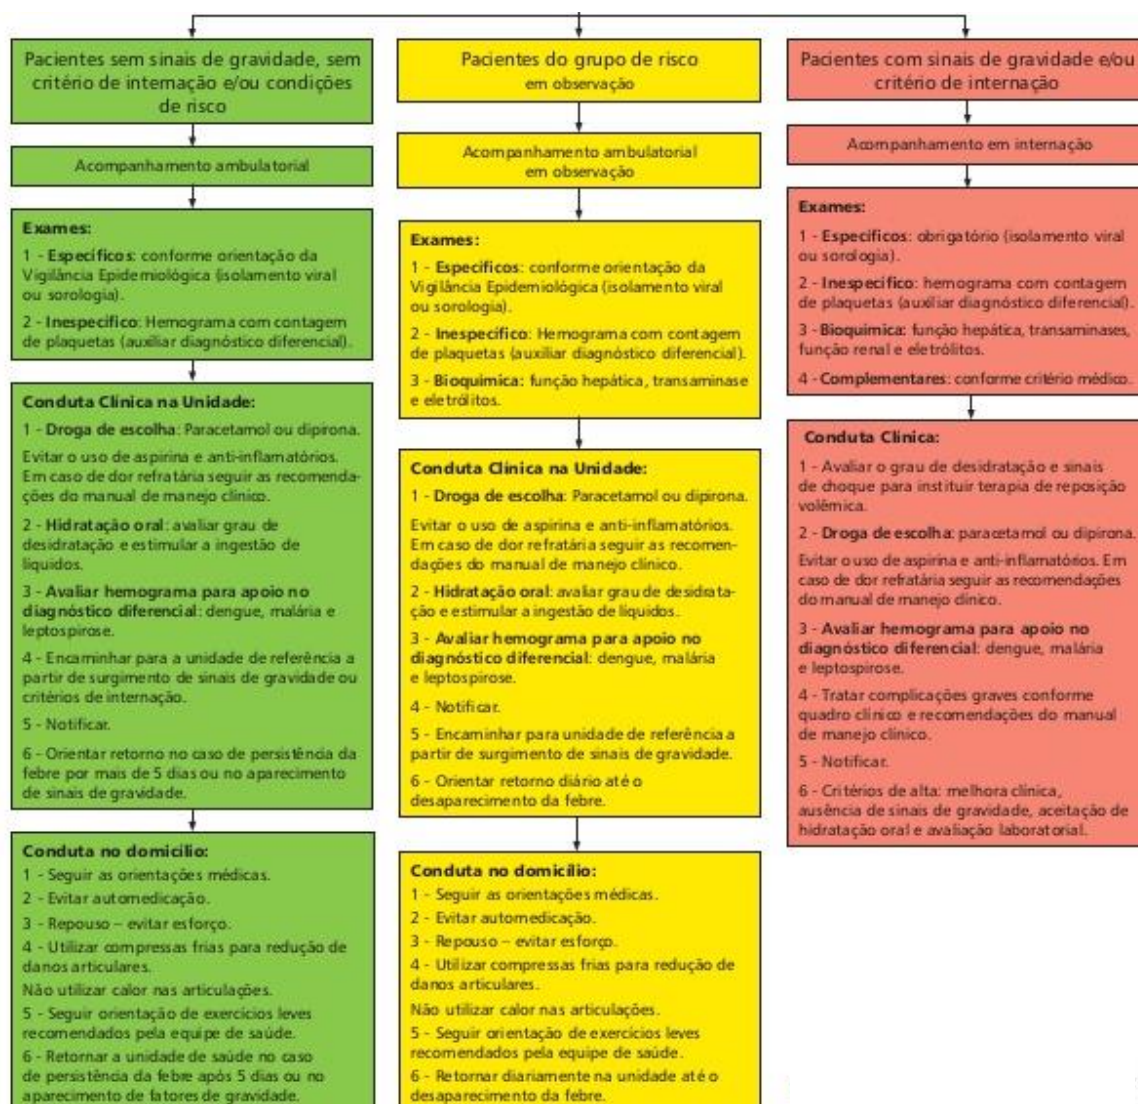 Pacientes sem sinais de gravidade, sem
critério de internação e/ou condições
de risco
Acompanhamento ambulatorial
Exames:
1 - Específicos: conforme orientação da
Vigilância Epidemiológica (isolamento viral
ou sorologia).
2 - Inespecífico: Hemograma com contagem
de plaquetas (auxiliar diagnóstico diferencial).
Conduta Clínica na Unidade:
1 - Droga de escolha: Paracetamol ou dipirona.
Evitar o uso de aspirina e anti-inflamatórios.
Em caso de dor refratária seguir as recomenda-
ções do manual de manejo clínico.
2 - Hidratação oral: avaliar grau de
desidratação e estimular a ingestão de
líquidos.
3 - Avaliar hemograma para apoio no
diagnóstico diferencial: dengue, malária e
leptospirose.
4 - Encaminhar para a unidade de referência a
partir de surgimento de sinais de gravidade ou
critérios de internação.
5 - Notificar.
6 - Orientar retorno no caso de persistência da
febre por mais de 5 dias ou no aparecimento
de sinais de gravidade.
Conduta no domicílio:
1 - Seguir as orientações médicas.
2 - Evitar automedicação.
3 - Repouso – evitar esforço.
4 - Utilizar compressas frias para redução de
danos articulares.
Não utilizar calor nas articulações.
5 - Seguir orientação de exercícios leves
recomendados pela equipe de saúde.
6 - Retornar a unidade de saúde no caso
de persistência da febre após 5 dias ou no
aparecimento de fatores de gravidade.
Pacientes do grupo de risco
em observação
Acompanhamento ambulatorial
em observação
Exames:
1 - Específicos: conforme orientação da
Vigilância Epidemiológica (isolamento viral
ou sorologia).
2 - Inespecífico: Hemograma com contagem
de plaquetas (auxiliar diagnóstico diferencial).
3 - Bioquímica: função hepática, transaminase
e eletrólitos.
Conduta Clínica na Unidade:
1 - Droga de escolha: Paracetamol ou dipirona.
Evitar o uso de aspirina e anti-inflamatórios.
Em caso de dor refratária seguir as recomen-
dações do manual de manejo clínico.
2 - Hidratação oral: avaliar grau de desidrata-
ção e estimular a ingestão de líquidos.
3 - Avaliar hemograma para apoio no
diagnóstico diferencial: dengue, malária
e leptospirose.
4 - Notificar.
5 - Encaminhar para unidade de referência a
partir de surgimento de sinais de gravidade.
6 - Orientar retorno diário até o
desaparecimento da febre.
Conduta no domicílio:
1 - Seguir as orientações médicas.
2 - Evitar automedicação.
3 - Repouso – evitar esforço.
4 - Utilizar compressas frias para redução de
danos articulares.
Não utilizar calor nas articulações.
5 - Seguir orientação de exercícios leves
recomendados pela equipe de saúde.
6 - Retornar diariamente na unidade até o
desaparecimento da febre.
Pacientes com sinais de gravidade e/ou
critério de internação
Acompanhamento em internação
Exames:
1 - Específicos: obrigatório (isolamento viral
ou sorologia).
2 - Inespecífico: hemograma com contagem
de plaquetas (auxiliar diagnóstico diferencial).
3 - Bioquímica: função hepática, transaminases,
função renal e eletrólitos.
4 - Complementares: conforme critério médico.
Conduta Clínica:
1 - Avaliar o grau de desidratação e sinais
de choque para instituir terapia de reposição
volêmica.
2 - Droga de escolha: paracetamol ou dipirona.
Evitar o uso de aspirina e anti-inflamatórios. Em
caso de dor refratária seguir as recomendações
do manual de manejo clínico.
3 - Avaliar hemograma para apoio no
diagnóstico diferencial: dengue, malária
e leptospirose.
4 - Tratar complicações graves conforme
quadro clínico e recomendações do manual
de manejo clínico.
5 - Notificar.
6 - Critérios de alta: melhora clínica,
ausência de sinais de gravidade, aceitação de
hidratação oral e avaliação laboratorial.